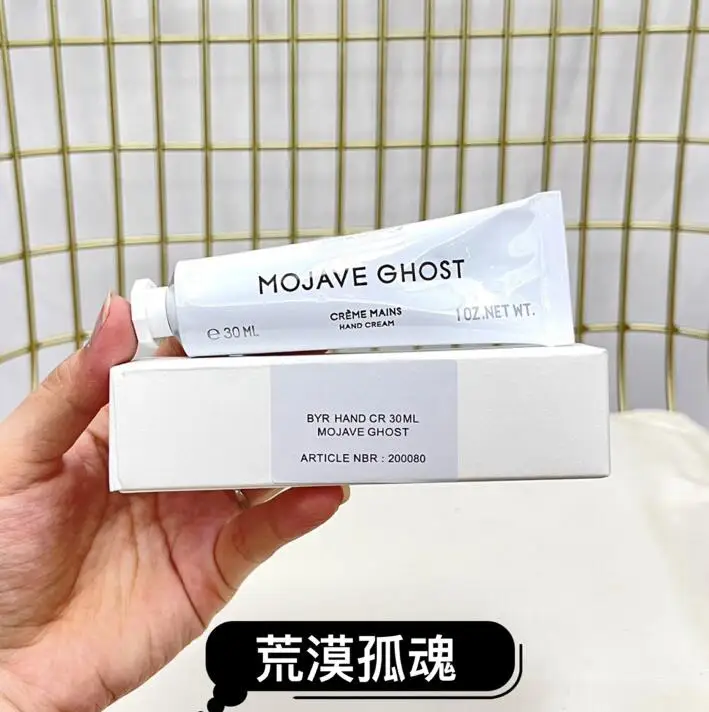 MOJAVE GHOST
CRÈME MAINS
HAND CREAM
℮ 30 ML
1 OZ.NET WT.
BYR HAND CR 30ML
MOJAVE GHOST
ARTICLE NBR : 200080
荒漠孤魂